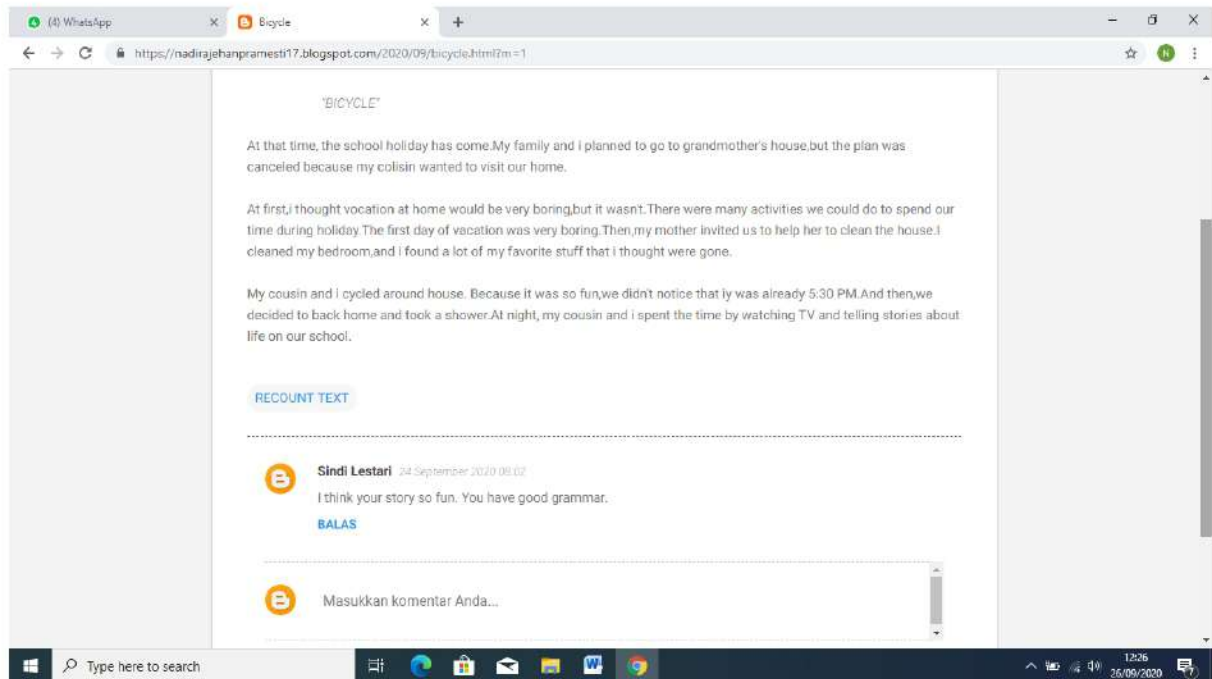 (4) WhatsApp
Bicycle
https://nadirajehanpramesti17.blogspot.com/2020/09/bicycle.html?m=1
N
"BICYCLE"
At that time, the school holiday has come.My family and i planned to go to grandmother's house,but the plan was
canceled because my colisin wanted to visit our home.
At first,i thought vocation at home would be very boring,but it wasn't.There were many activities we could do to spend our
time during holiday.The first day of vacation was very boring.Then,my mother invited us to help her to clean the house.I
cleaned my bedroom,and i found a lot of my favorite stuff that i thought were gone.
My cousin and i cycled around house. Because it was so fun,we didn't notice that iy was already 5:30 PM.And then,we
decided to back home and took a shower.At night, my cousin and i spent the time by watching TV and telling stories about
life on our school.
RECOUNT TEXT
Sindi Lestari 24 September 2020 08.02
I think your story so fun. You have good grammar.
BALAS
Masukkan komentar Anda...
Type here to search
12:26
26/09/2020